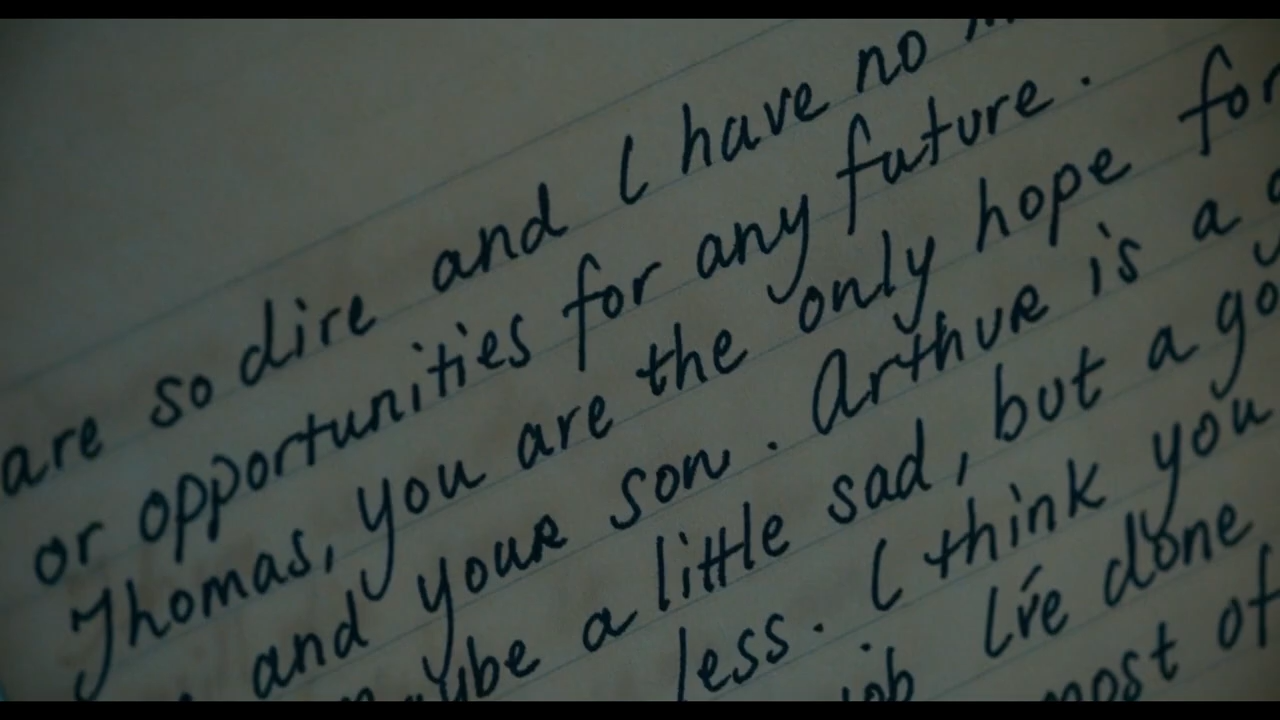 are so dire and I have no
or opportunities for any future.
Thomas, you are the only hope for
and your son. Arthur is a
a little sad, but a
less. I think you
job I've done
most of